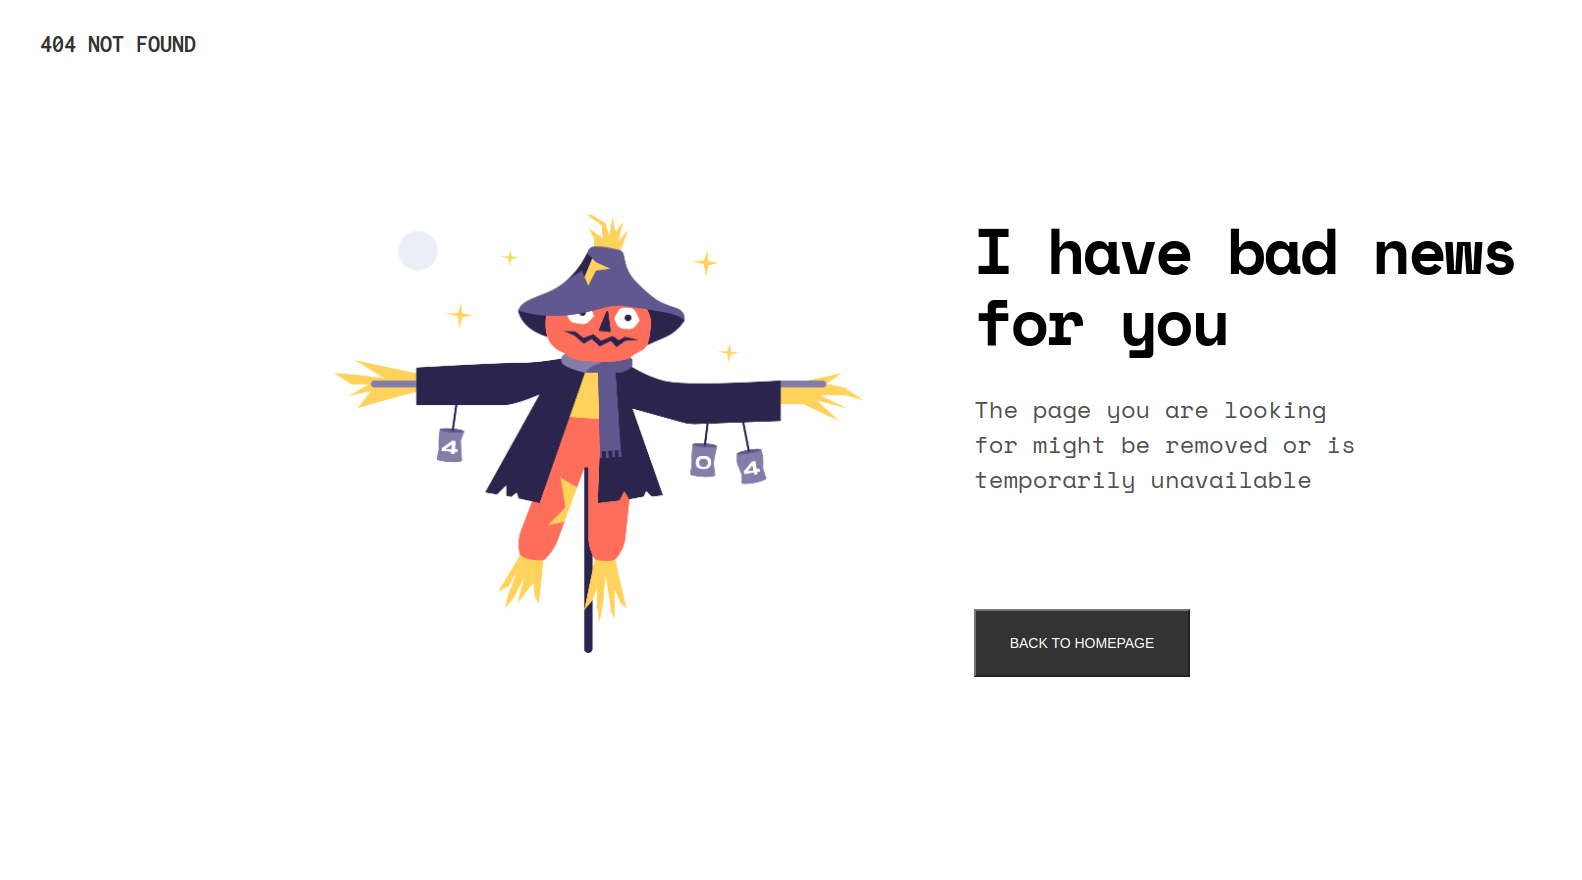 404 NOT FOUND
I have bad news
for you
The page you are looking
for might be removed or is
temporarily unavailable
4
0
4
BACK TO HOMEPAGE